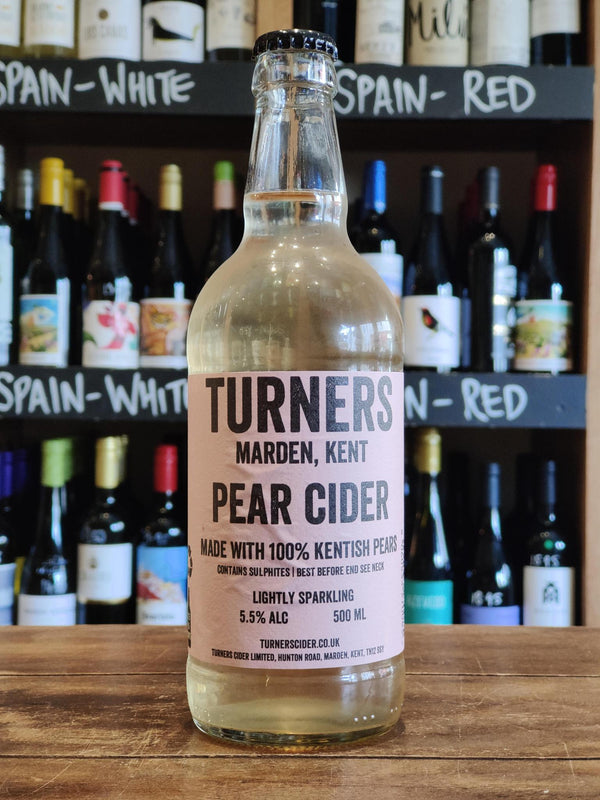 SPAIN-WHITE
SPAIN- RED
SPAIN-WHITE
N- RED
TURNERS
MARDEN, KENT
PEAR CIDER
MADE WITH 100% KENTISH PEARS
CONTAINS SULPHITES | BEST BEFORE END SEE NECK
LIGHTLY SPARKLING
5.5% ALC 500 ML
TURNERSCIDER.CO.UK
TURNERS CIDER LIMITED, HUNTON ROAD, MARDEN, KENT, TN12 9SY
1895
1895